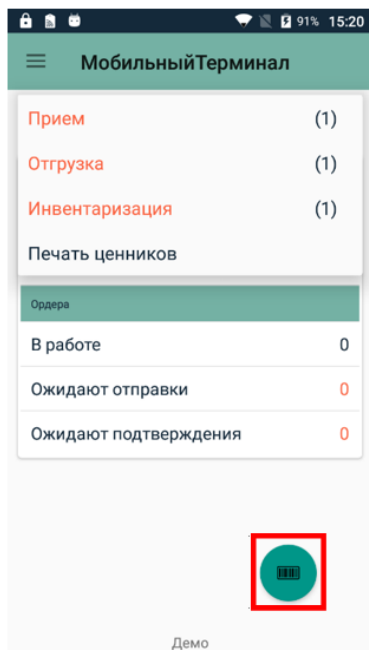 91% 15:20
МобильныйТерминал
Прием (1)
Отгрузка (1)
Инвентаризация (1)
Печать ценников
Ордера
В работе 0
Ожидают отправки 0
Ожидают подтверждения 0
Демо